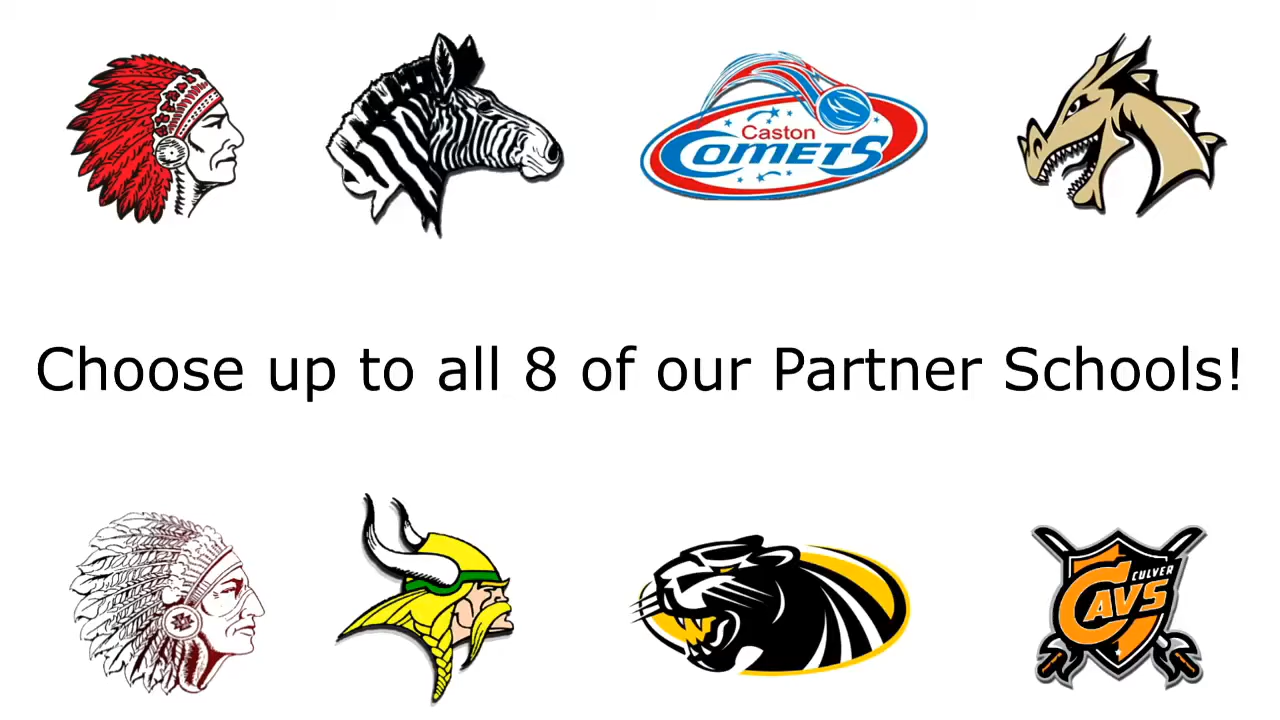 Caston
COMETS
Choose up to all 8 of our Partner Schools!
CULVER
CAVS